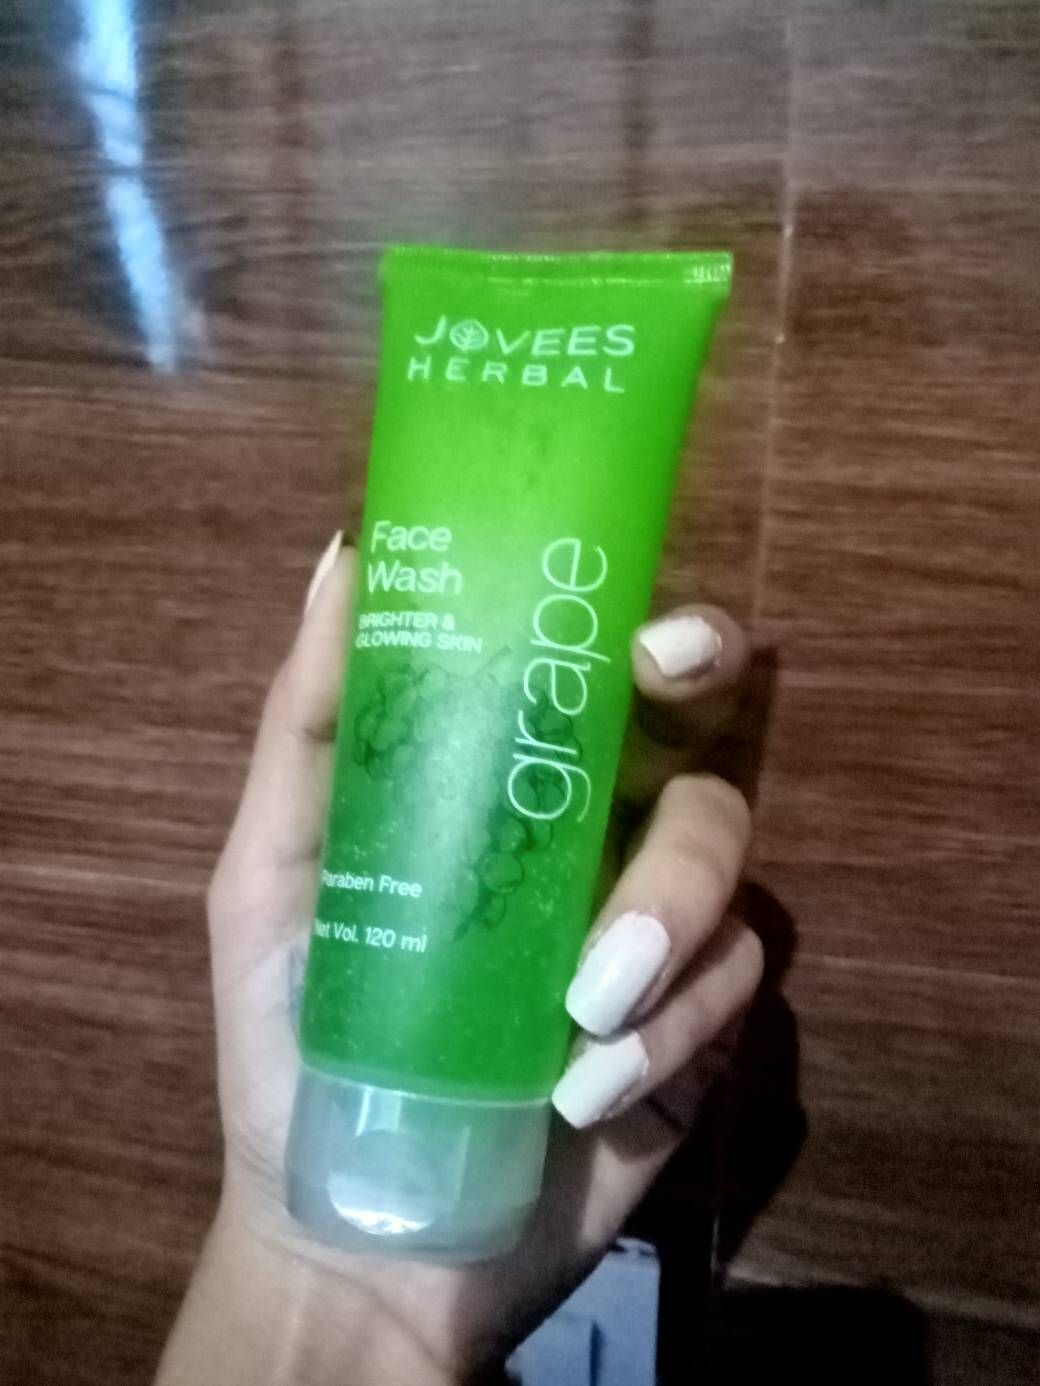 JOVEES
HERBAL
Face
Wash
BRIGHTER &
GLOWING SKIN
grape
Paraben Free
Net Vol. 120 ml